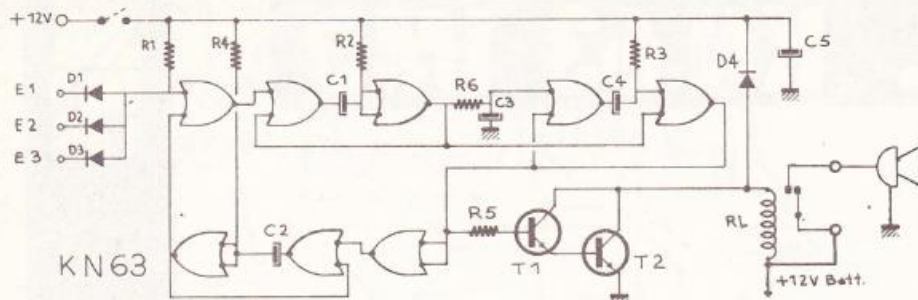 +12V
R1
R4
R2
R3
D4
C5
E1
D1
C1
R6
C3
C4
E2
D2
E3
D3
KN63
C2
R5
T1
T2
RL
+12V Batt.